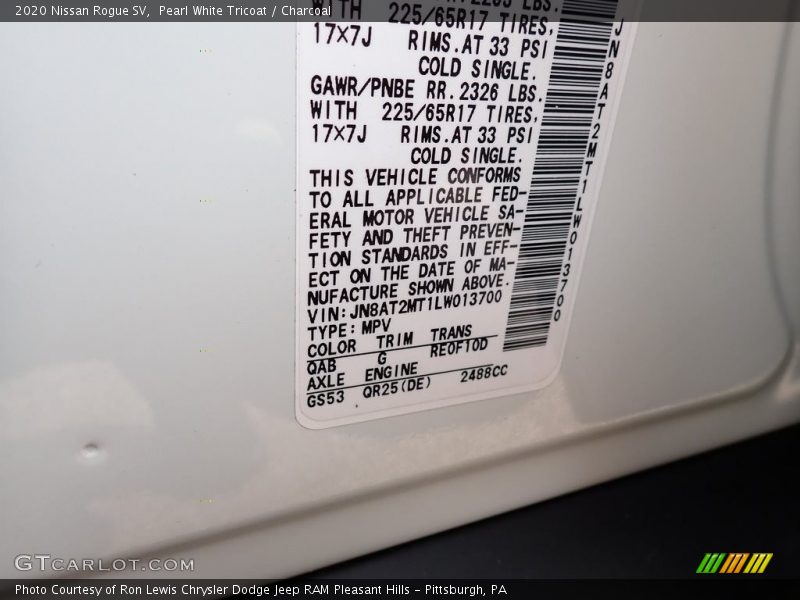 2020 Nissan Rogue SV, Pearl White Tricoat / Charcoal
WITH 225/65R17 TIRES,
17X7J RIMS.AT 33 PSI
COLD SINGLE.
GAWR/PNBE RR.2326 LBS.
WITH 225/65R17 TIRES,
17X7J RIMS.AT 33 PSI
COLD SINGLE.
THIS VEHICLE CONFORMS
TO ALL APPLICABLE FED-
ERAL MOTOR VEHICLE SA-
FETY AND THEFT PREVEN-
TION STANDARDS IN EFF-
ECT ON THE DATE OF MA-
NUFACTURE SHOWN ABOVE.
VIN:JN8AT2MT1LW013700
TYPE:MPV
COLOR TRIM TRANS
QAB G RE0F10D
AXLE ENGINE
GS53 QR25(DE) 2488CC
JN8AT2MT1LW013700
GTCARLOT.COM
Photo Courtesy of Ron Lewis Chrysler Dodge Jeep RAM Pleasant Hills - Pittsburgh, PA